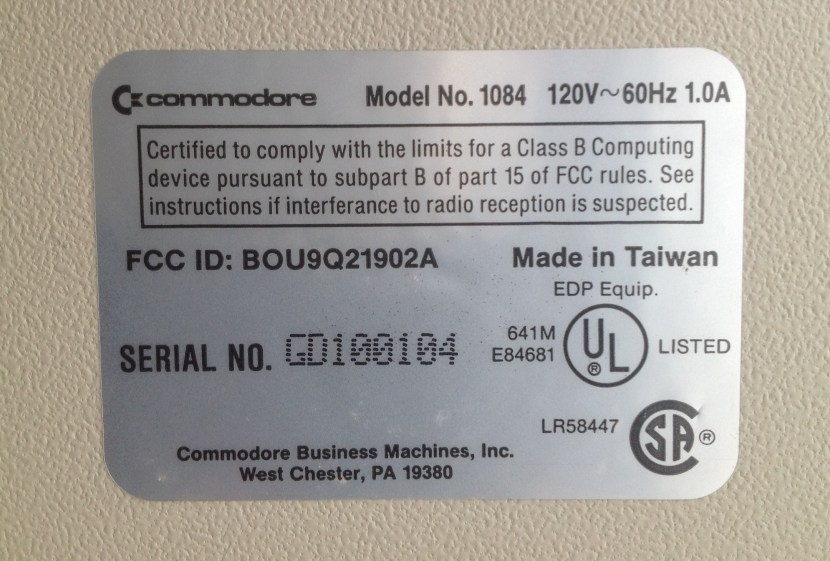 commodore Model No. 1084 120V~60Hz 1.0A
Certified to comply with the limits for a Class B Computing
device pursuant to subpart B of part 15 of FCC rules. See
instructions if interferance to radio reception is suspected.
FCC ID: BOU9Q21902A Made in Taiwan
EDP Equip.
SERIAL NO. GD100104
641M
E84681
UL ® LISTED
LR58447 SA ®
Commodore Business Machines, Inc.
West Chester, PA 19380